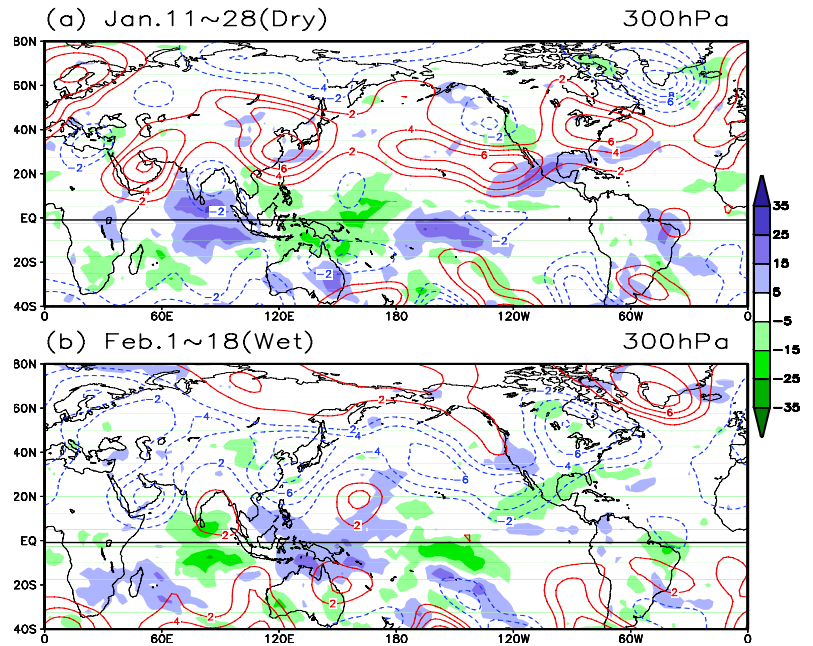 (a) Jan.11~28(Dry) 300hPa
80N
60N
40N
20N
EQ
20S
40S
0 60E 120E 180 120W 60W 0
(b) Feb.1~18(Wet) 300hPa
80N
60N
40N
20N
EQ
20S
40S
0 60E 120E 180 120W 60W 0
35
25
15
5
-5
-15
-25
-35